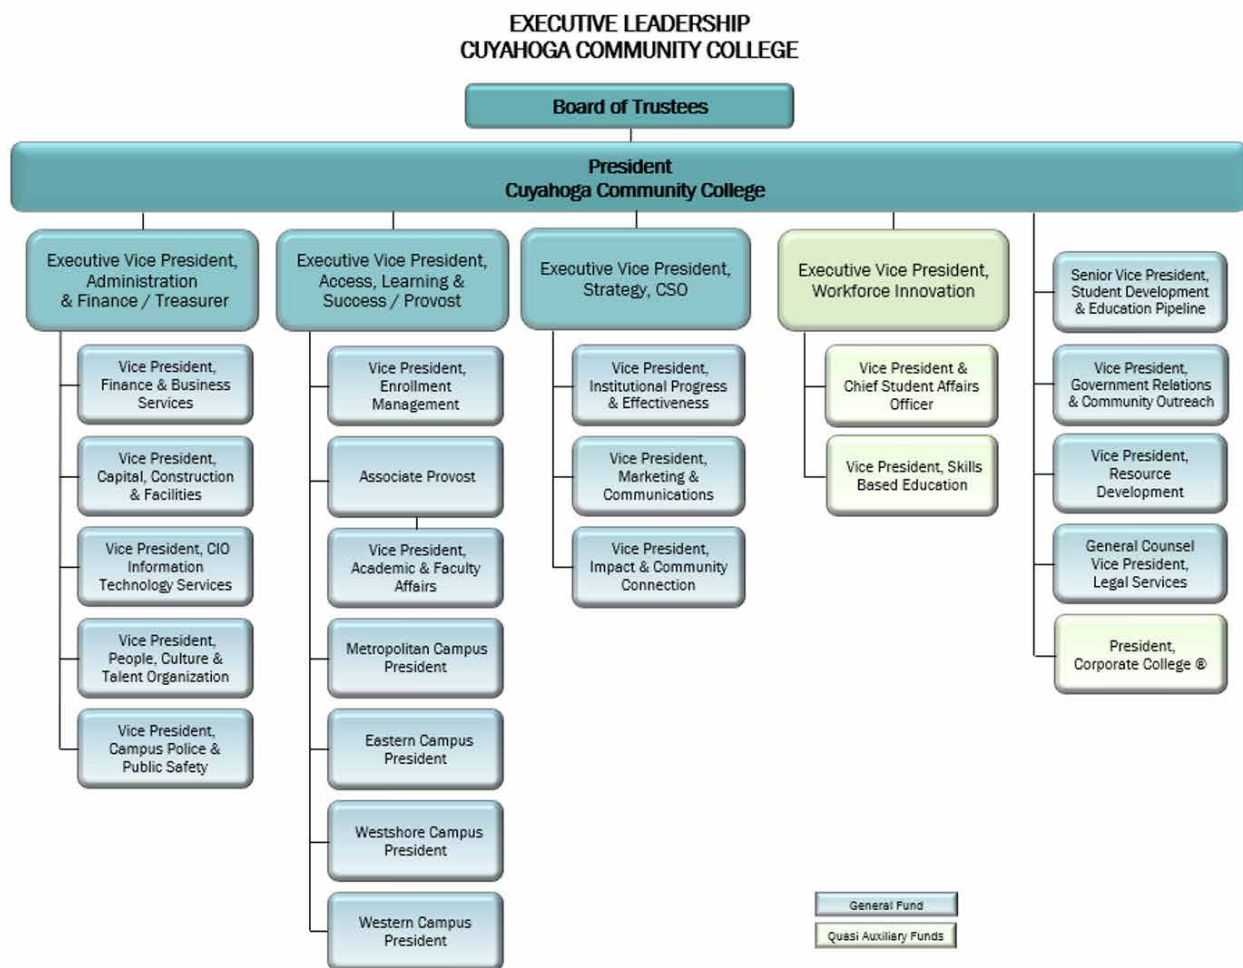 EXECUTIVE LEADERSHIP
CUYAHOGA COMMUNITY COLLEGE
Board of Trustees
President
Cuyahoga Community College
Executive Vice President,
Administration
& Finance / Treasurer
Vice President,
Finance & Business
Services
Vice President,
Capital, Construction
& Facilities
Vice President, CIO
Information
Technology Services
Vice President,
People, Culture &
Talent Organization
Vice President,
Campus Police &
Public Safety
Executive Vice President,
Access, Learning &
Success / Provost
Vice President,
Enrollment
Management
Associate Provost
Vice President,
Academic & Faculty
Affairs
Metropolitan Campus
President
Eastern Campus
President
Westshore Campus
President
Western Campus
President
Executive Vice President,
Strategy, CSO
Vice President,
Institutional Progress
& Effectiveness
Vice President,
Marketing &
Communications
Vice President,
Impact & Community
Connection
Executive Vice President,
Workforce Innovation
Vice President &
Chief Student Affairs
Officer
Vice President, Skills
Based Education
Senior Vice President,
Student Development
& Education Pipeline
Vice President,
Government Relations
& Community Outreach
Vice President,
Resource
Development
General Counsel
Vice President,
Legal Services
President,
Corporate College ®
General Fund
Quasi Auxiliary Funds